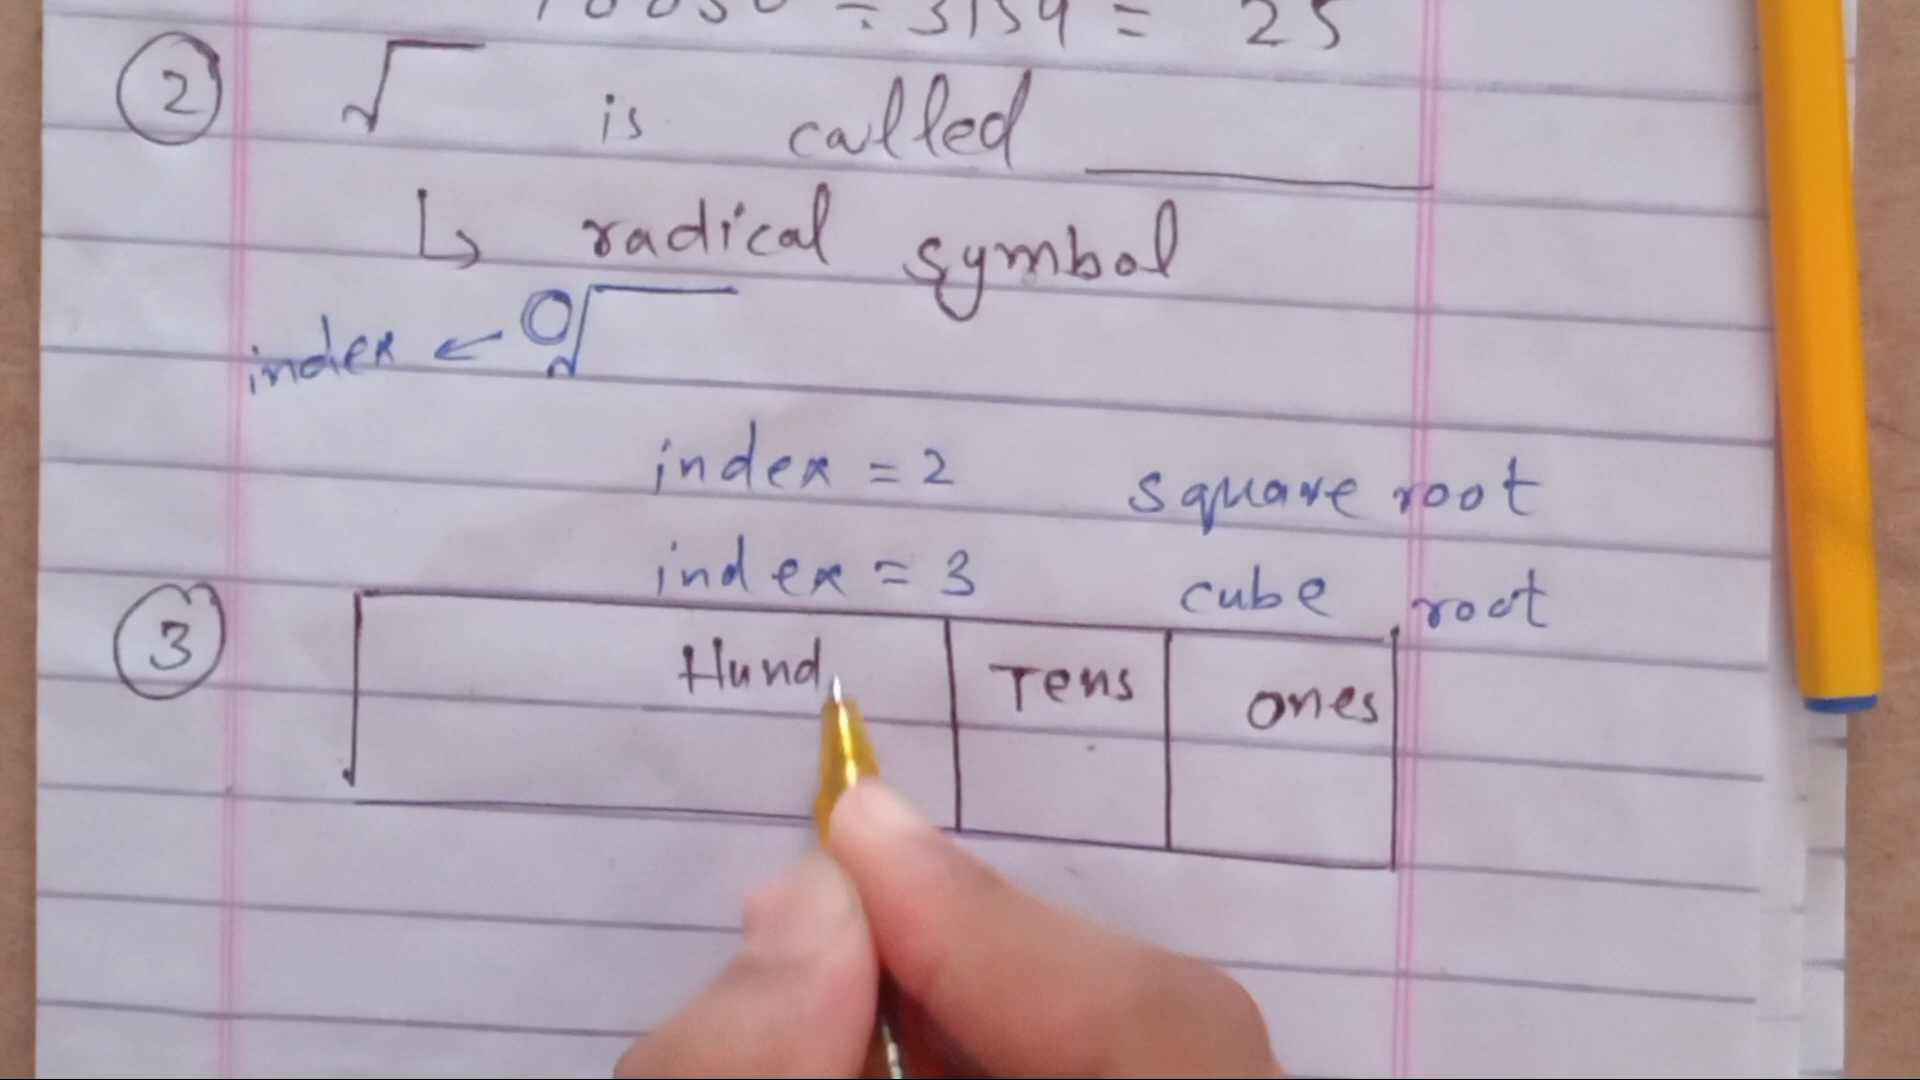 ÷ 3154 = 25
2 √ is called ________
↳ radical symbol
index ← √
index = 2 square root
index = 3 cube root
3 Hund Tens ones